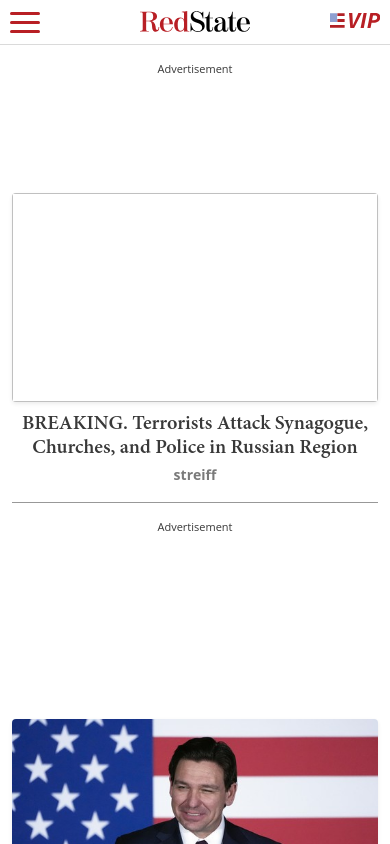 RedState
VIP
Advertisement
BREAKING. Terrorists Attack Synagogue,
Churches, and Police in Russian Region
streiff
Advertisement